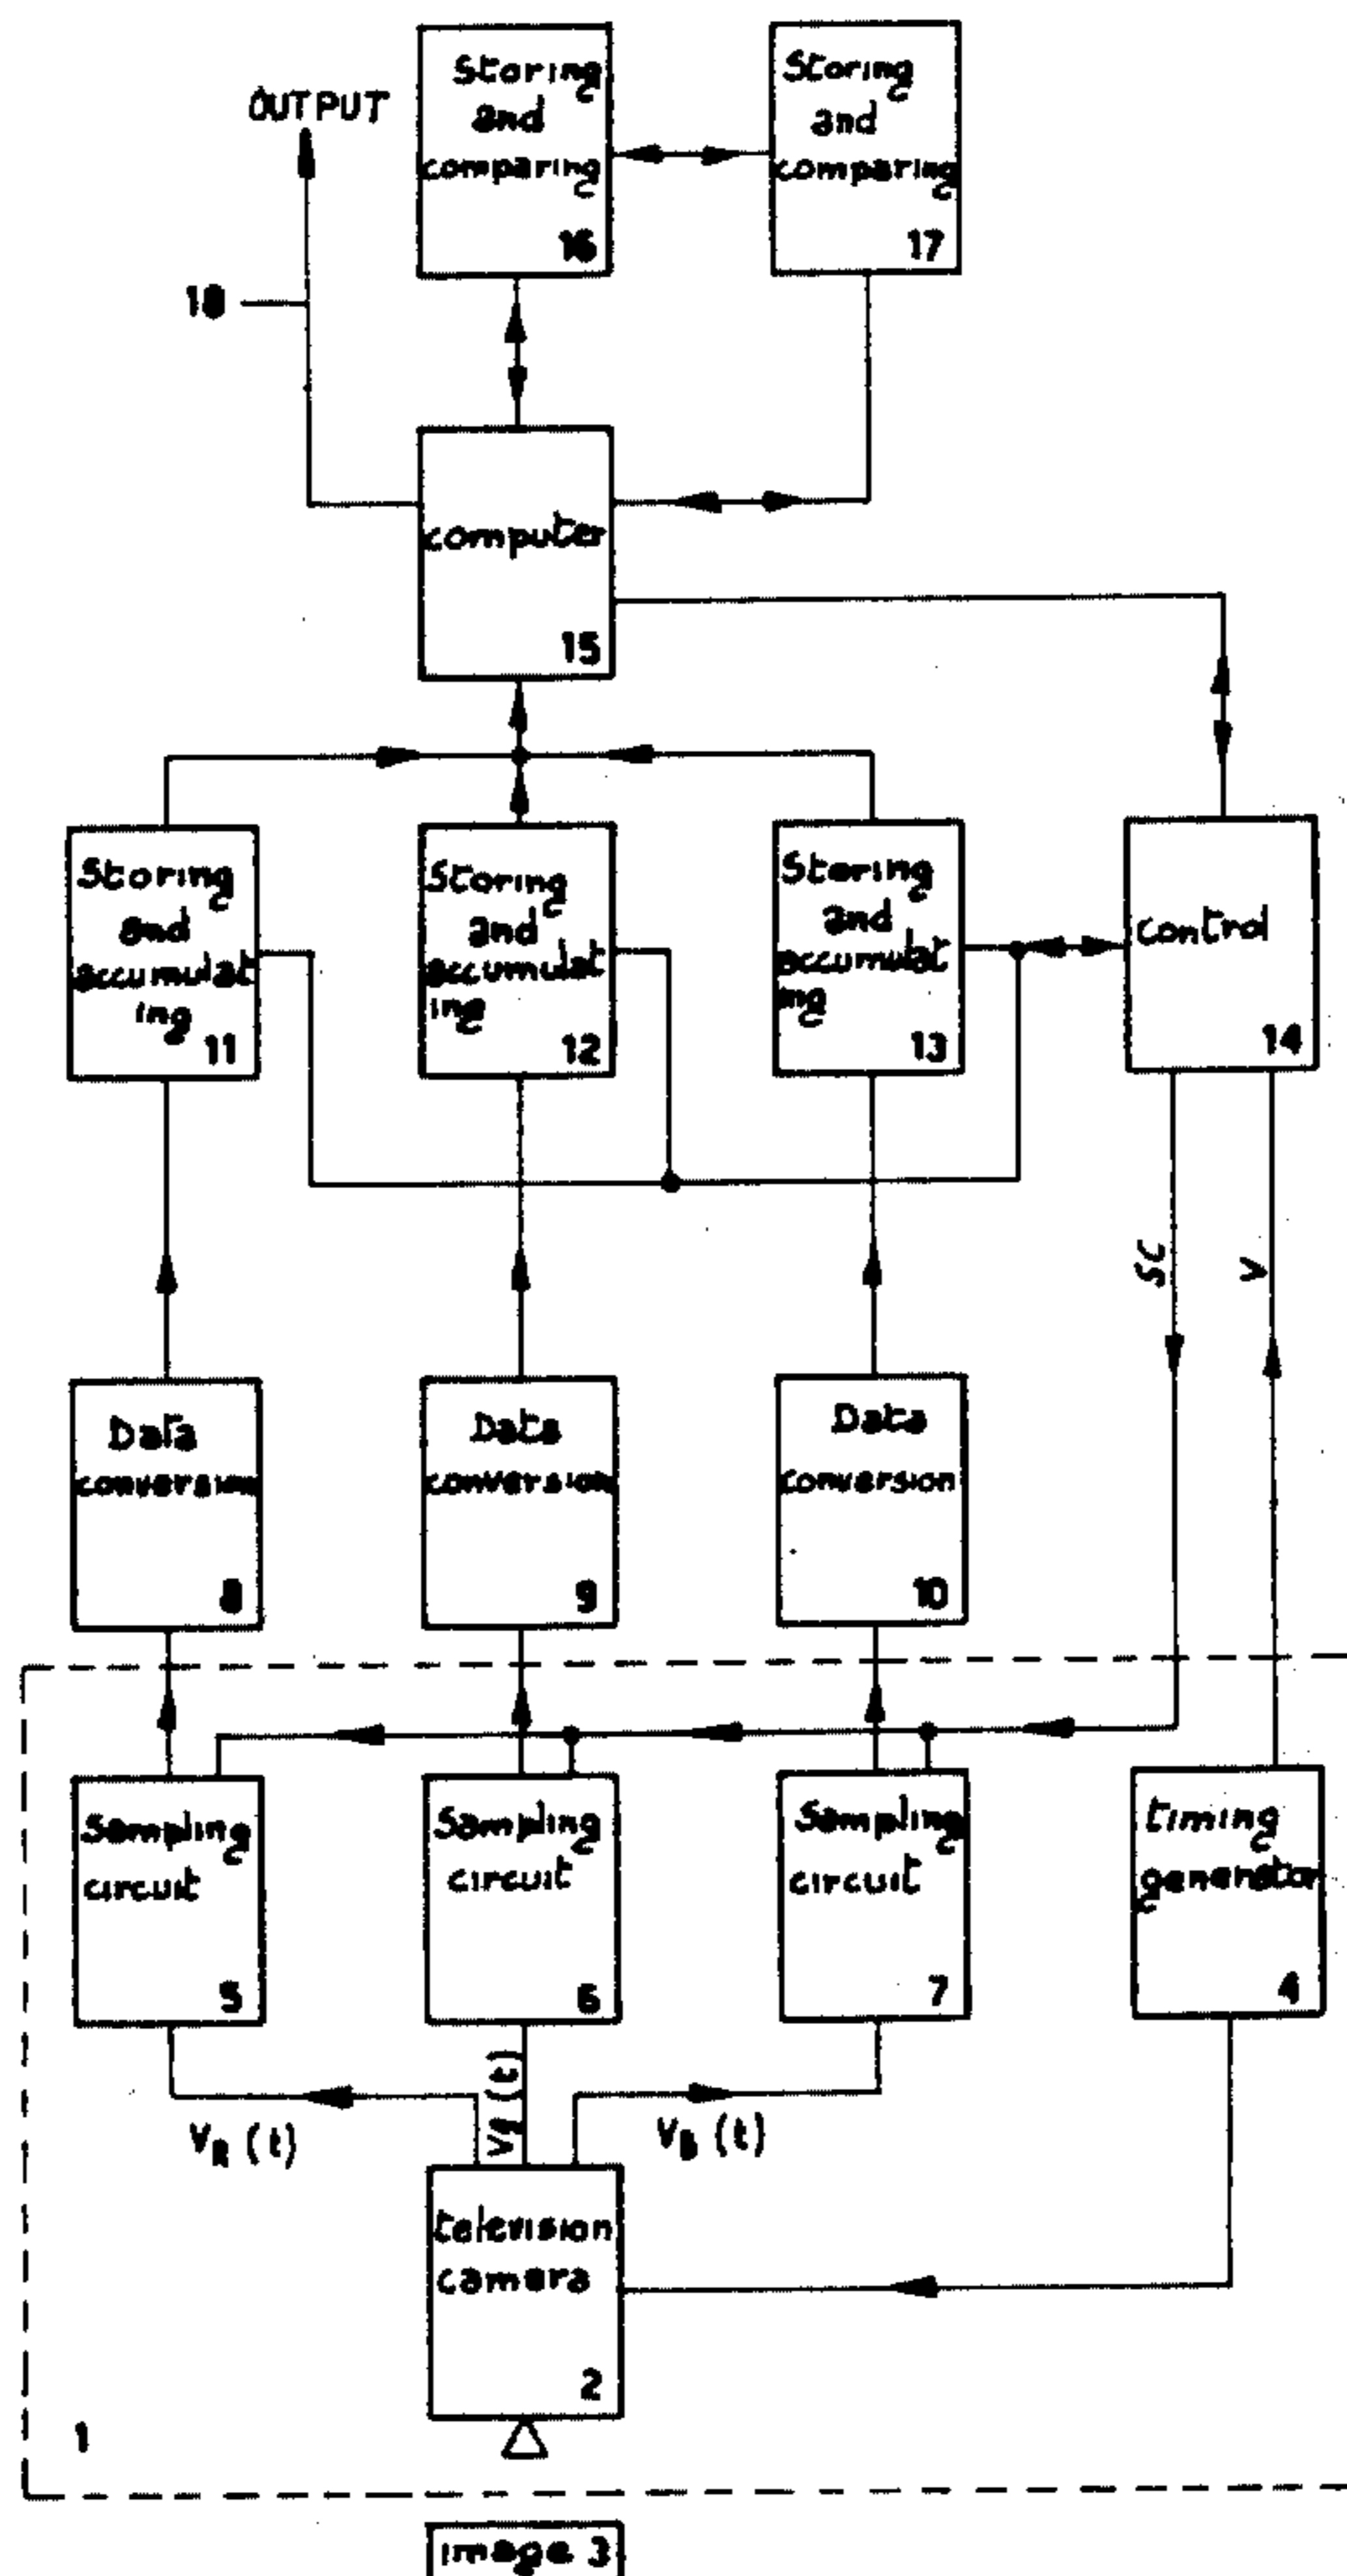 OUTPUT
Storing
and
comparing
16
Storing
and
comparing
17
18
computer
15
Storing
and
accumulat
ing
11
Storing
and
accumulat
ing
12
Storing
and
accumulat
ing
13
control
14
SC
V
Data
conversion
8
Data
conversion
9
Data
conversion
10
Sampling
circuit
5
Sampling
circuit
6
Sampling
circuit
7
timing
generator
4
VR (t)
VB (t)
television
camera
2
1
image 3